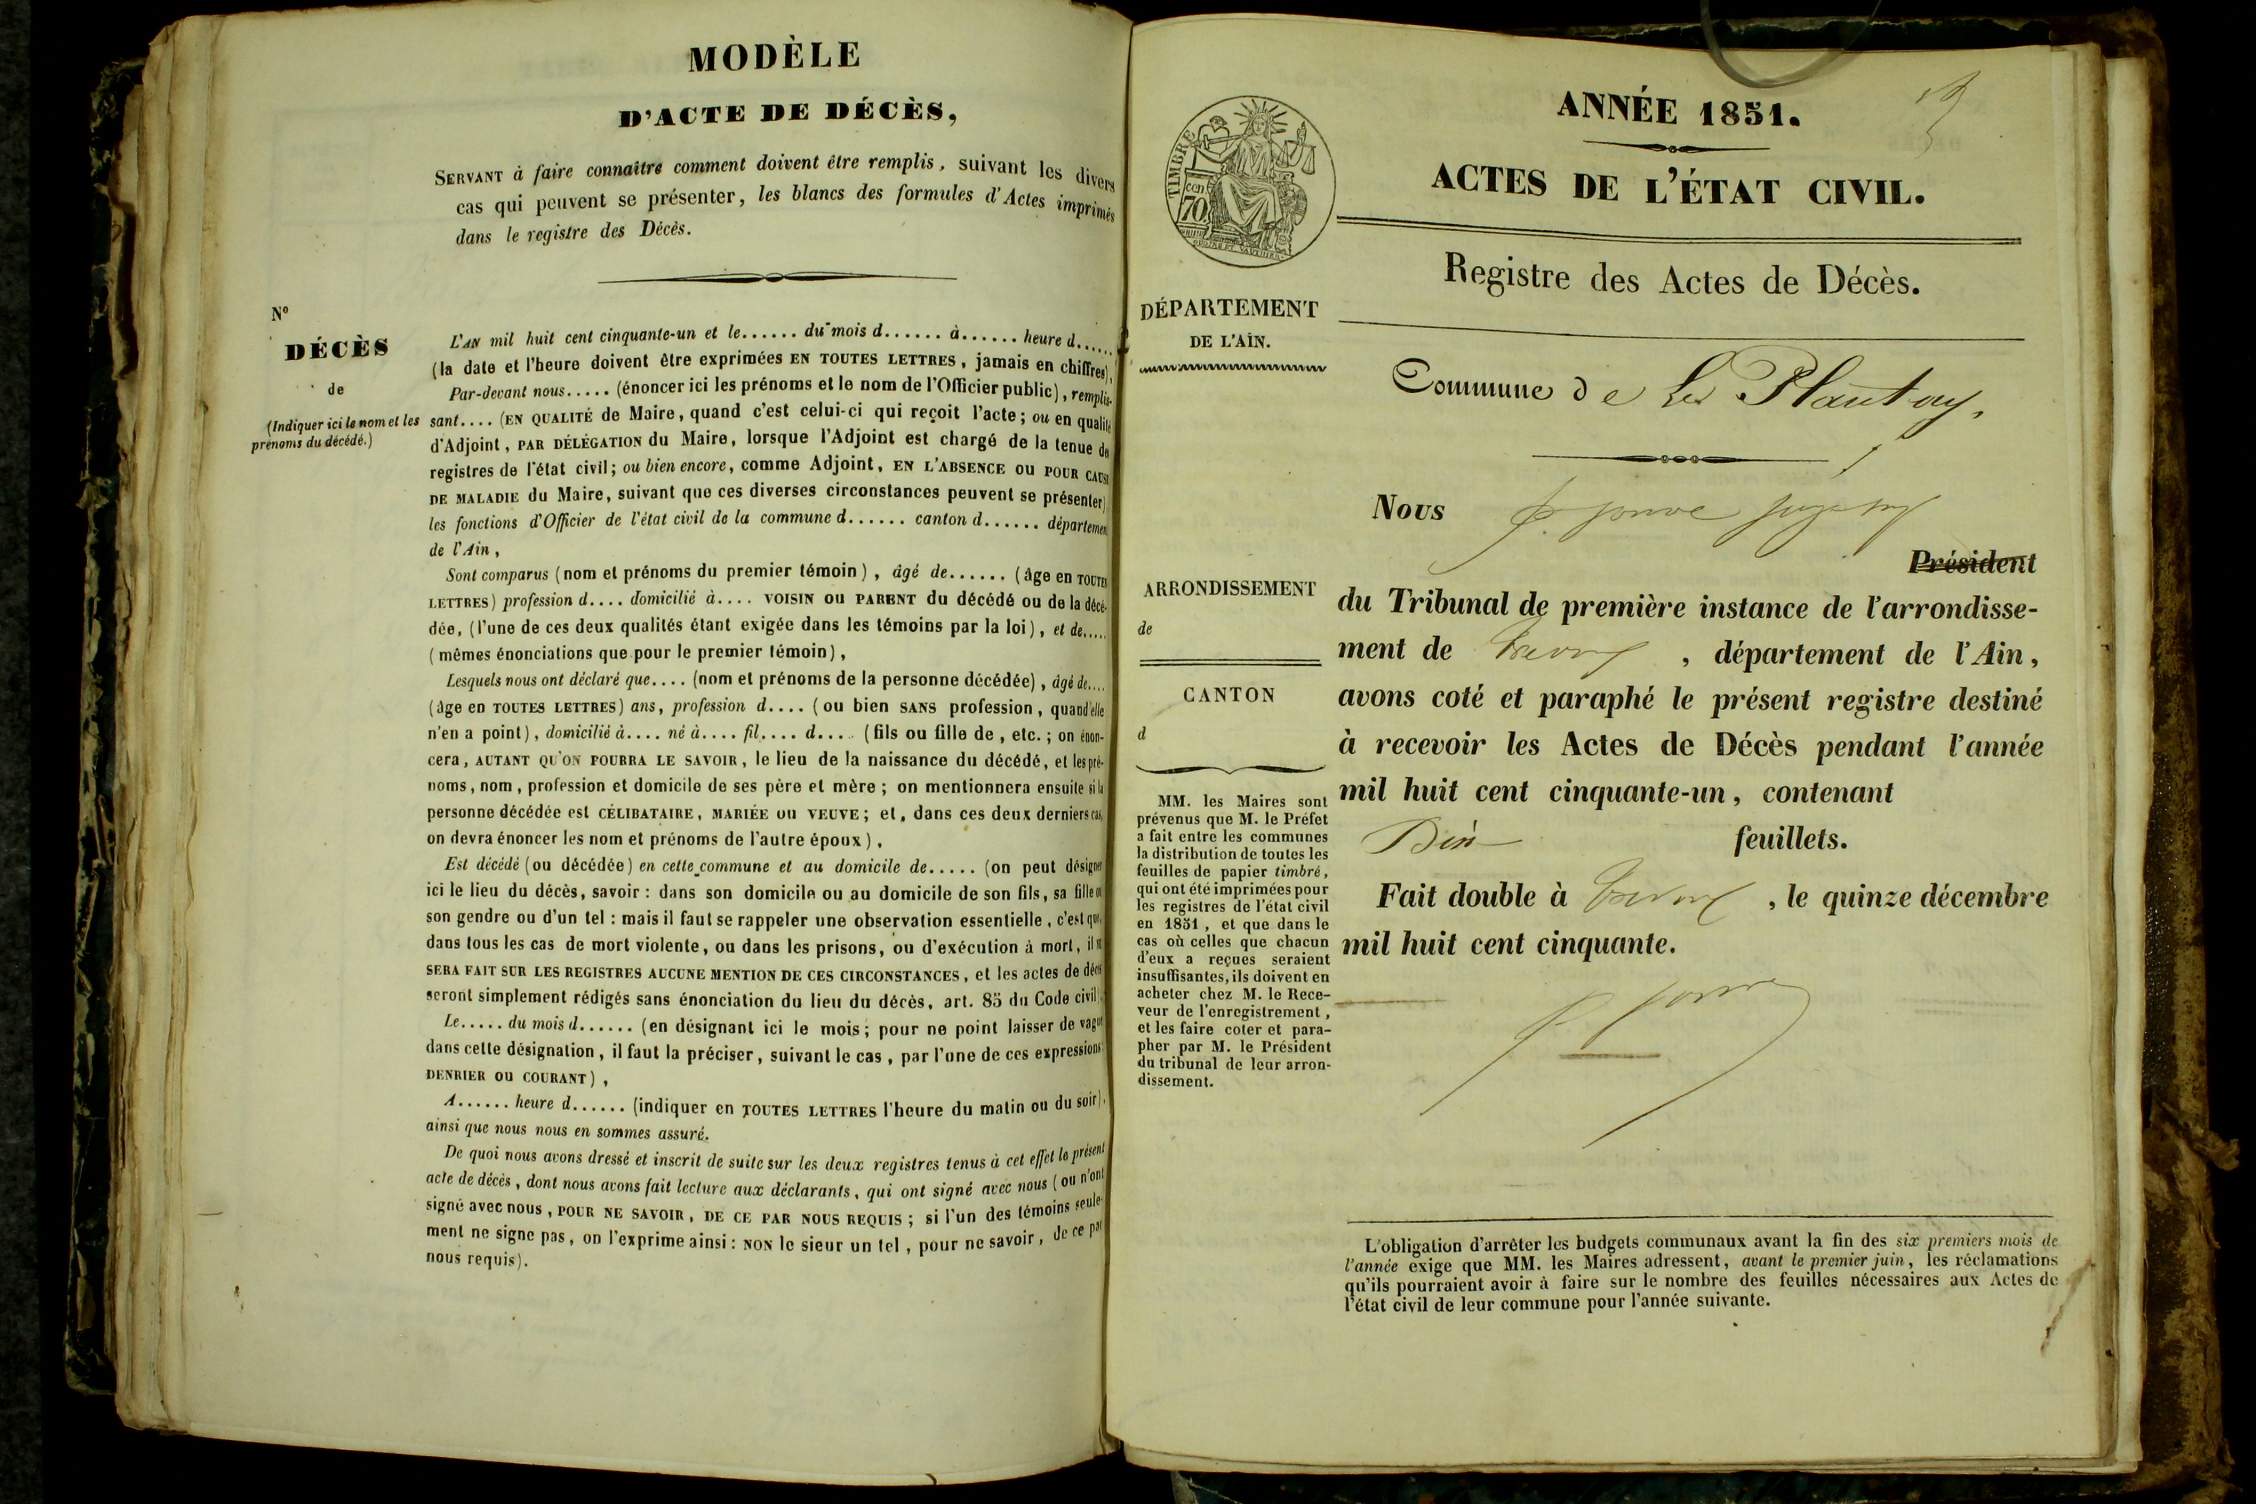 MODÈLE
D'ACTE DE DÉCÈS,
SERVANT à faire connaître comment doivent être remplis, suivant les divers
cas qui peuvent se présenter, les blancs des formules d'Actes imprimés
dans le registre des Décès.
N°
DÉCÈS
de
(Indiquer ici le nom et les
prénoms du décédé.)
L'AN mil huit cent cinquante-un et le...... du mois d...... à...... heure d......
(la date et l'heure doivent être exprimées EN TOUTES LETTRES, jamais en chiffres),
Par-devant nous..... (énoncer ici les prénoms et le nom de l'Officier public), remplis-
sant.... (EN QUALITÉ de Maire, quand c'est celui-ci qui reçoit l'acte; ou en qualité
d'Adjoint, PAR DÉLÉGATION du Maire, lorsque l'Adjoint est chargé de la tenue de
registres de l'état civil; ou bien encore, comme Adjoint, EN L'ABSENCE OU POUR CAUSE
DE MALADIE du Maire, suivant que ces diverses circonstances peuvent se présenter)
les fonctions d'Officier de l'état civil de la commune d...... canton d...... département
de l'Ain,
Sont comparus (nom et prénoms du premier témoin), âgé de...... (âge en TOUTES
LETTRES) profession d.... domicilié à.... VOISIN OU PARENT du décédé ou de la décé-
dée, (l'une de ces deux qualités étant exigée dans les témoins par la loi), et de.....
(mêmes énonciations que pour le premier témoin),
Lesquels nous ont déclaré que.... (nom et prénoms de la personne décédée), âgé de....
(âge en TOUTES LETTRES) ans, profession d.... (ou bien SANS profession, quand elle
n'en a point), domicilié à.... né à.... fil.... d.... (fils ou fille de, etc.; on énon-
cera, AUTANT QU'ON POURRA LE SAVOIR, le lieu de la naissance du décédé, et les pré-
noms, nom, profession et domicile de ses père et mère; on mentionnera ensuite si la
personne décédée est CÉLIBATAIRE, MARIÉE OU VEUVE; et, dans ces deux derniers cas,
on devra énoncer les nom et prénoms de l'autre époux),
Est décédé (ou décédée) en cette commune et au domicile de..... (on peut désigner
ici le lieu du décès, savoir: dans son domicile ou au domicile de son fils, sa fille ou
son gendre ou d'un tel: mais il faut se rappeler une observation essentielle, c'est que,
dans tous les cas de mort violente, ou dans les prisons, ou d'exécution à mort, il ne
SERA FAIT SUR LES REGISTRES AUCUNE MENTION DE CES CIRCONSTANCES, et les actes de décès
seront simplement rédigés sans énonciation du lieu du décès, art. 85 du Code civil).
Le..... du mois d...... (en désignant ici le mois; pour ne point laisser de vague
dans cette désignation, il faut la préciser, suivant le cas, par l'une de ces expressions
DENRIER OU COURANT),
A...... heure d...... (indiquer en TOUTES LETTRES l'heure du matin ou du soir),
ainsi que nous nous en sommes assuré.
De quoi nous avons dressé et inscrit de suite sur les deux registres tenus à cet effet le présent
acte de décès, dont nous avons fait lecture aux déclarants, qui ont signé avec nous (ou n'ont
signé avec nous, POUR NE SAVOIR, DE CE PAR NOUS REQUIS; si l'un des témoins seule-
ment ne signe pas, on l'exprime ainsi: NON le sieur un tel, pour ne savoir, de ce par
nous requis).
TIMBRE
70
cen.
ANNÉE 1851.
ACTES DE L'ÉTAT CIVIL.
Registre des Actes de Décès.
DÉPARTEMENT
DE L'AIN.
Commune de Le Plantay,
Nous
Président
du Tribunal de première instance de l'arrondisse-
ment de Trévoux, département de l'Ain,
avons coté et paraphé le présent registre destiné
à recevoir les Actes de Décès pendant l'année
mil huit cent cinquante-un, contenant
feuillets.
Fait double à Trévoux, le quinze décembre
mil huit cent cinquante.
ARRONDISSEMENT
de
CANTON
d
MM. les Maires sont
prévenus que M. le Préfet
a fait entre les communes
la distribution de toutes les
feuilles de papier timbré,
qui ont été imprimées pour
les registres de l'état civil
en 1851, et que dans le
cas où celles que chacun
d'eux a reçues seraient
insuffisantes, ils doivent en
acheter chez M. le Rece-
veur de l'enregistrement,
et les faire coter et para-
pher par M. le Président
du tribunal de leur arron-
dissement.
L'obligation d'arrêter les budgets communaux avant la fin des six premiers mois de
l'année exige que MM. les Maires adressent, avant le premier juin, les réclamations
qu'ils pourraient avoir à faire sur le nombre des feuilles nécessaires aux Actes de
l'état civil de leur commune pour l'année suivante.